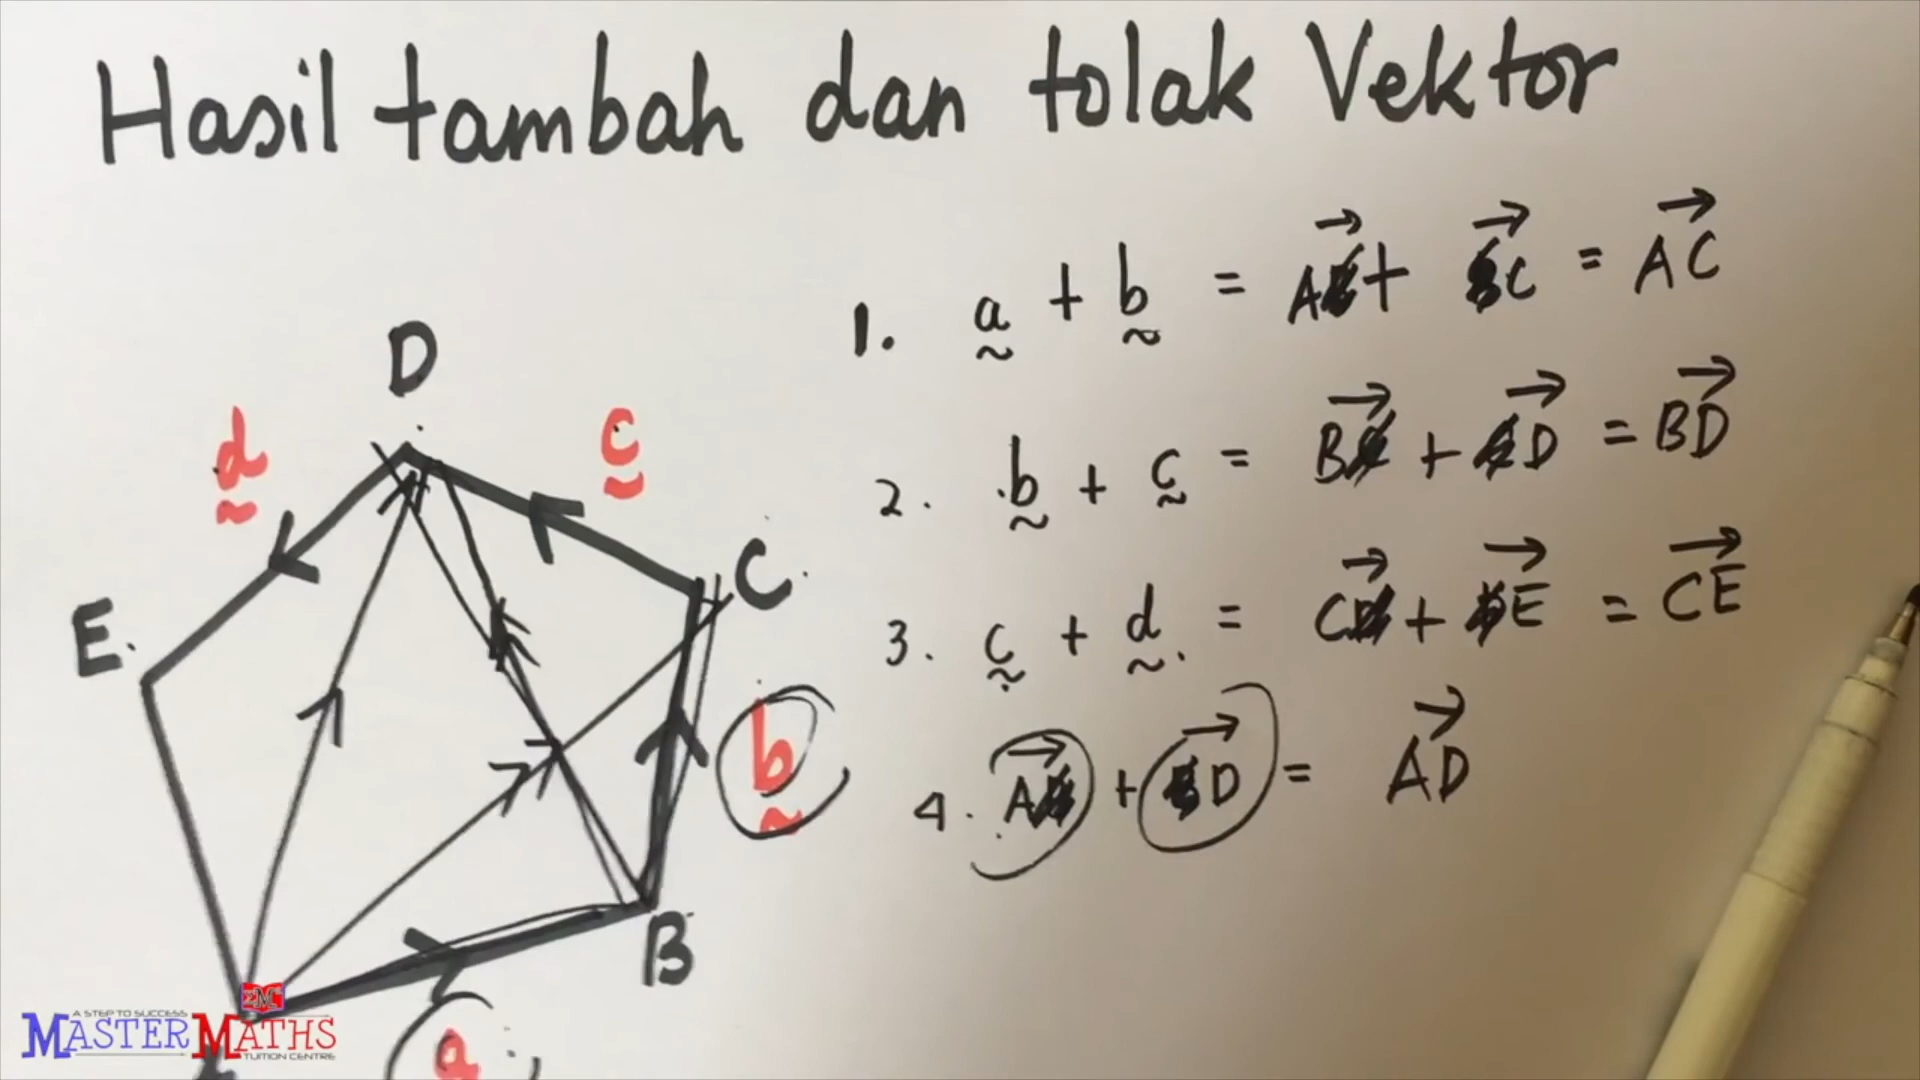 Hasil tambah dan tolak Vektor
1. a + b = AB + BC = AC
2. b + c = BC + CD = BD
3. c + d = CD + DE = CE
4. AB + BD = AD
D
d
c
C
E
b
B
a
A STEP TO SUCCESS
MASTER MATHS
TUITION CENTRE